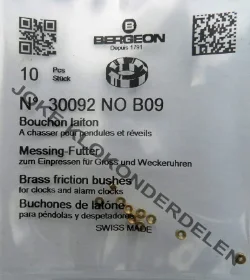 B
BERGEON
Depuis 1791
10 Pcs
Stück
N° 30092 NO B09
Bouchon laiton
A chasser pour pendules et réveils
Messing-Futter
zum Einpressen für Gross und Weckeruhren
Brass friction bushes
for clocks and alarm clocks
Buchones de latóne
para péndolas y despetadores
SWISS MADE
JOKERKLOKONDERDELEN